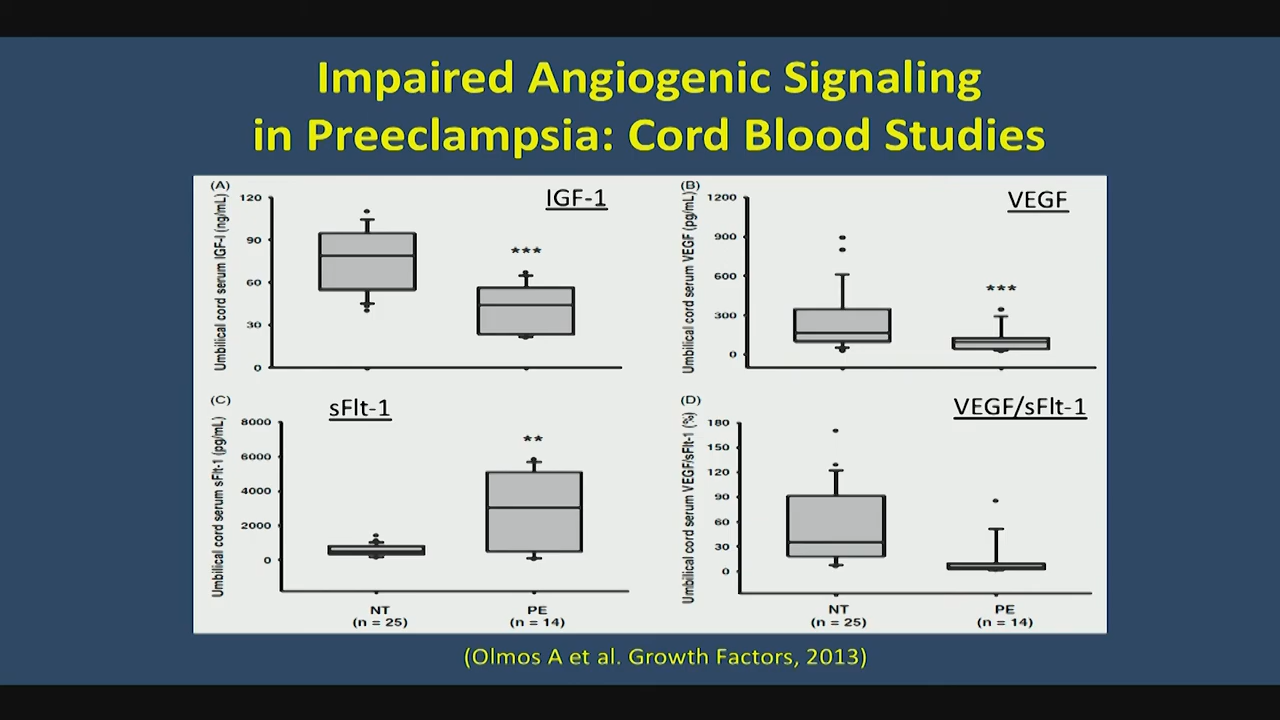 Impaired Angiogenic Signaling
in Preeclampsia: Cord Blood Studies
(A)
IGF-1
Umbilical cord serum IGF-I (ng/mL)
120
90
60
30
0
***
(B)
VEGF
Umbilical cord serum VEGF (pg/mL)
1200
900
600
300
0
***
(C)
sFlt-1
Umbilical cord serum sFlt-1 (pg/mL)
8000
6000
4000
2000
0
**
NT
(n = 25)
PE
(n = 14)
(D)
VEGF/sFlt-1
Umbilical cord serum VEGF/sFlt-1 (%)
180
150
120
90
60
30
0
NT
(n = 25)
PE
(n = 14)
(Olmos A et al. Growth Factors, 2013)